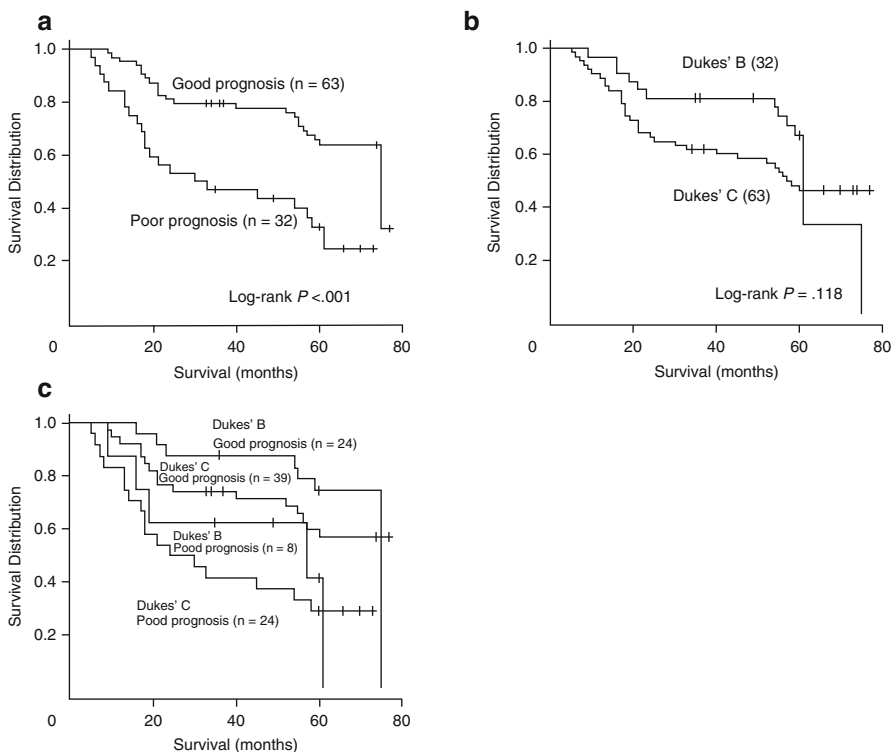 a
1.0
0.8
0.6
0.4
0.2
0
20
40
60
80
Survival Distribution
Survival (months)
Good prognosis (n = 63)
Poor prognosis (n = 32)
Log-rank P <.001
b
1.0
0.8
0.6
0.4
0.2
0
20
40
60
80
Survival Distribution
Survival (months)
Dukes' B (32)
Dukes' C (63)
Log-rank P = .118
c
1.0
0.8
0.6
0.4
0.2
0
20
40
60
80
Survival Distribution
Survival (months)
Dukes' B
Good prognosis (n = 24)
Dukes' C
Good prognosis (n = 39)
Dukes' B
Pood prognosis (n = 8)
Dukes' C
Pood prognosis (n = 24)